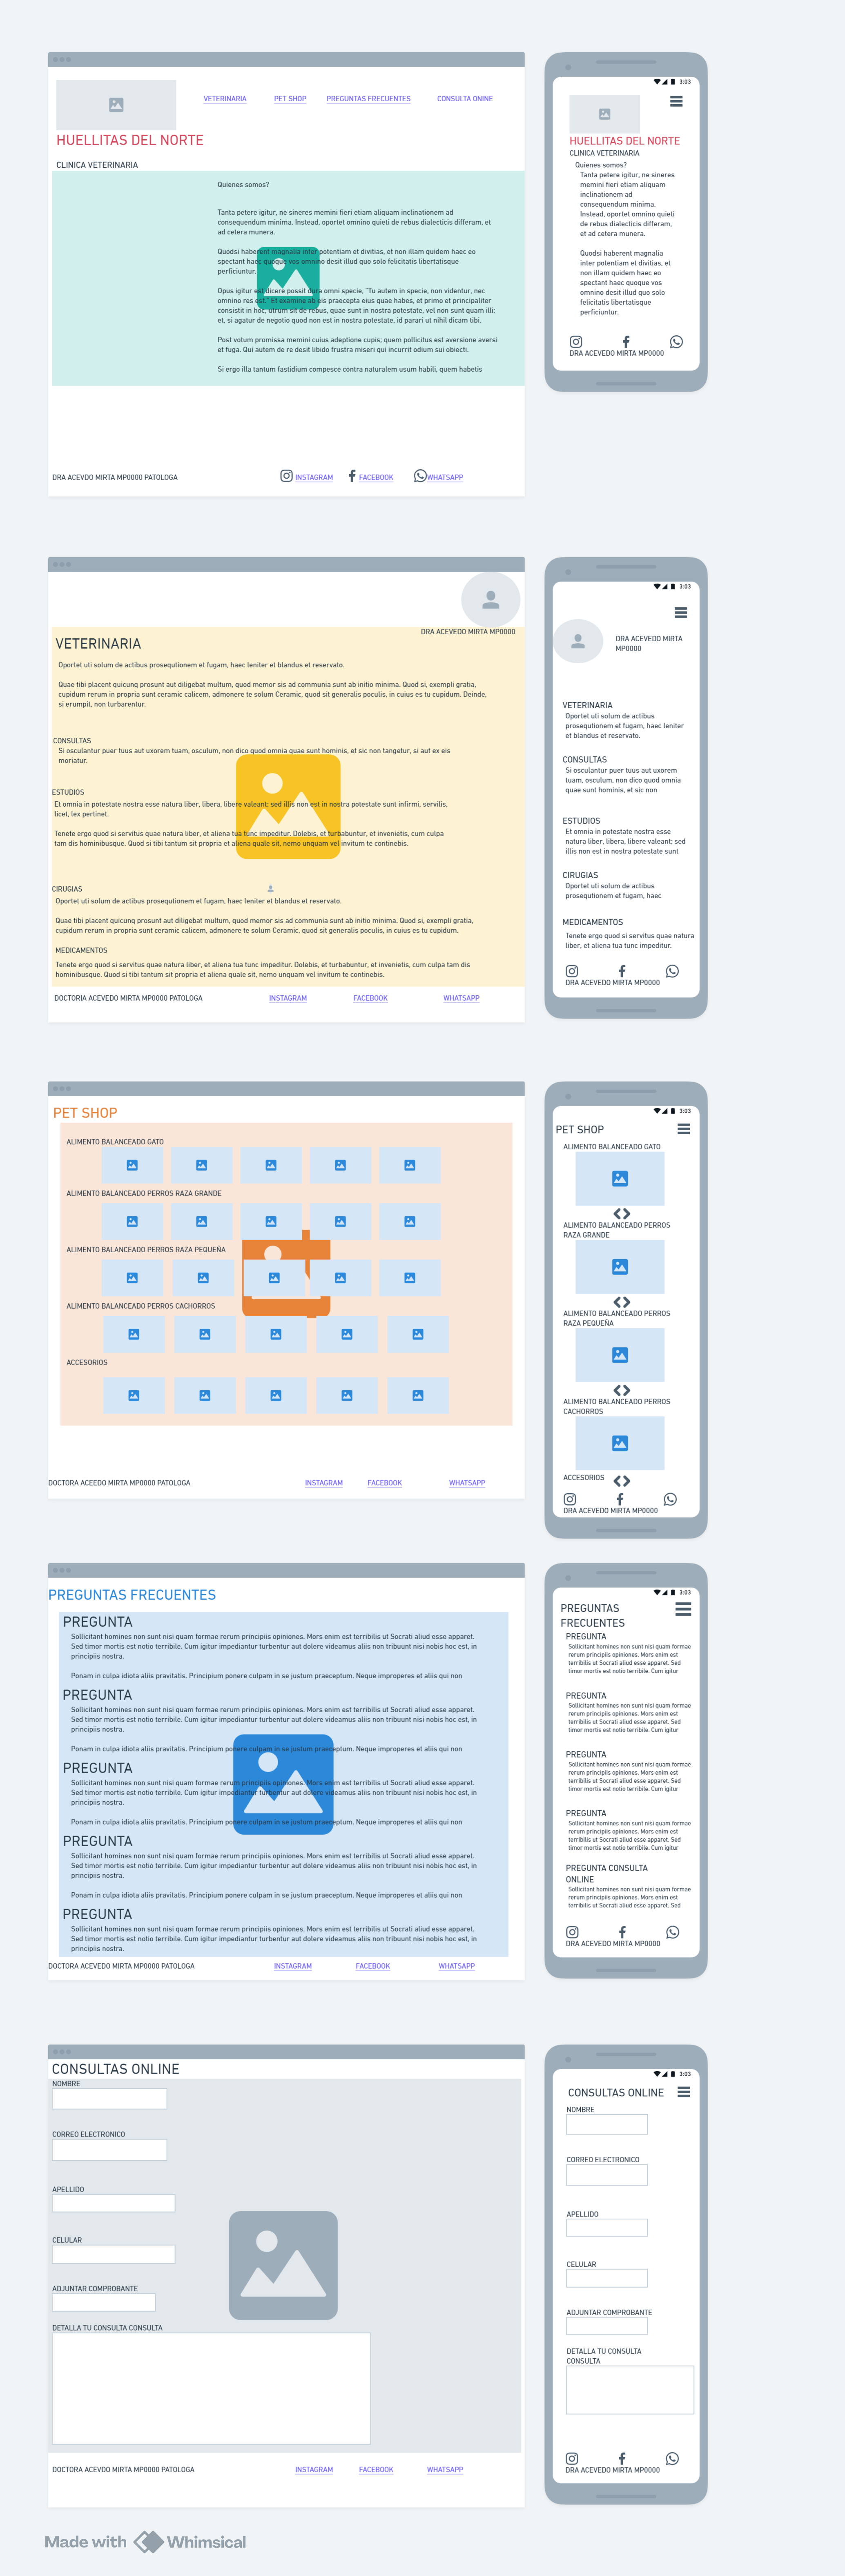 VETERINARIA PET SHOP PREGUNTAS FRECUENTES CONSULTA ONINE
HUELLITAS DEL NORTE
CLINICA VETERINARIA
Quienes somos?
Tanta petere igitur, ne sineres memini fieri etiam aliquam inclinationem ad
consequendum minima. Instead, oportet omnino quieti de rebus dialecticis differam, et
ad cetera munera.
Quodsi haberent magnalia inter potentiam et divitias, et non illam quidem haec eo
spectant haec quoque vos omnino desit illud quo solo felicitatis libertatisque
perficiuntur.
Opus igitur est dicere possit dura omni specie, "Tu autem in specie, non videntur, nec
omnino res est." Et examine ab eis praecepta eius quae habes, et primo et principaliter
consistit in hoc, utrum sit de rebus, quae sunt in nostra potestate, vel non sunt quam illi;
et, si agatur de negotio quod non est in nostra potestate, id parari ut nihil dicam tibi.
Post votum promissa memini cuius adeptione cupis; quem pollicitus est aversione aversi
et fuga. Qui autem de re desit libido frustra miseri qui incurrit odium sui obiecti.
Si ergo illa tantum fastidium compesce contra naturalem usum habili, quem habetis
DRA ACEVDO MIRTA MP0000 PATOLOGA INSTAGRAM FACEBOOK WHATSAPP
3:03
HUELLITAS DEL NORTE
CLINICA VETERINARIA
Quienes somos?
Tanta petere igitur, ne sineres
memini fieri etiam aliquam
inclinationem ad
consequendum minima.
Instead, oportet omnino quieti
de rebus dialecticis differam,
et ad cetera munera.
Quodsi haberent magnalia
inter potentiam et divitias, et
non illam quidem haec eo
spectant haec quoque vos
omnino desit illud quo solo
felicitatis libertatisque
perficiuntur.
DRA ACEVEDO MIRTA MP0000
DRA ACEVEDO MIRTA MP0000
VETERINARIA
Oportet uti solum de actibus prosequtionem et fugam, haec leniter et blandus et reservato.
Quae tibi placent quicunq prosunt aut diligebat multum, quod memor sis ad communia sunt ab initio minima. Quod si, exempli gratia,
cupidum rerum in propria sunt ceramic calicem, admonere te solum Ceramic, quod sit generalis poculis, in cuius es tu cupidum. Deinde,
si erumpit, non turbarentur.
CONSULTAS
Si osculantur puer tuus aut uxorem tuam, osculum, non dico quod omnia quae sunt hominis, et sic non tangetur, si aut ex eis
moriatur.
ESTUDIOS
Et omnia in potestate nostra esse natura liber, libera, libere valeant; sed illis non est in nostra potestate sunt infirmi, servilis,
licet, lex pertinet.
Tenete ergo quod si servitus quae natura liber, et aliena tua tunc impeditur. Dolebis, et turbabuntur, et invenietis, cum culpa
tam dis hominibusque. Quod si tibi tantum sit propria et aliena quale sit, nemo unquam vel invitum te continebis.
CIRUGIAS
Oportet uti solum de actibus prosequtionem et fugam, haec leniter et blandus et reservato.
Quae tibi placent quicunq prosunt aut diligebat multum, quod memor sis ad communia sunt ab initio minima. Quod si, exempli gratia,
cupidum rerum in propria sunt ceramic calicem, admonere te solum Ceramic, quod sit generalis poculis, in cuius es tu cupidum.
MEDICAMENTOS
Tenete ergo quod si servitus quae natura liber, et aliena tua tunc impeditur. Dolebis, et turbabuntur, et invenietis, cum culpa tam dis
hominibusque. Quod si tibi tantum sit propria et aliena quale sit, nemo unquam vel invitum te continebis.
DOCTORIA ACEVEDO MIRTA MP0000 PATOLOGA INSTAGRAM FACEBOOK WHATSAPP
3:03
DRA ACEVEDO MIRTA
MP0000
VETERINARIA
Oportet uti solum de actibus
prosequtionem et fugam, haec leniter
et blandus et reservato.
CONSULTAS
Si osculantur puer tuus aut uxorem
tuam, osculum, non dico quod omnia
quae sunt hominis, et sic non
ESTUDIOS
Et omnia in potestate nostra esse
natura liber, libera, libere valeant; sed
illis non est in nostra potestate sunt
CIRUGIAS
Oportet uti solum de actibus
prosequtionem et fugam, haec
MEDICAMENTOS
Tenete ergo quod si servitus quae natura
liber, et aliena tua tunc impeditur.
DRA ACEVEDO MIRTA MP0000
PET SHOP
ALIMENTO BALANCEADO GATO
ALIMENTO BALANCEADO PERROS RAZA GRANDE
ALIMENTO BALANCEADO PERROS RAZA PEQUEÑA
ALIMENTO BALANCEADO PERROS CACHORROS
ACCESORIOS
DOCTORA ACEEDO MIRTA MP0000 PATOLOGA INSTAGRAM FACEBOOK WHATSAPP
3:03
PET SHOP
ALIMENTO BALANCEADO GATO
ALIMENTO BALANCEADO PERROS
RAZA GRANDE
ALIMENTO BALANCEADO PERROS
RAZA PEQUEÑA
ALIMENTO BALANCEADO PERROS
CACHORROS
ACCESORIOS
DRA ACEVEDO MIRTA MP0000
PREGUNTAS FRECUENTES
PREGUNTA
Sollicitant homines non sunt nisi quam formae rerum principiis opiniones. Mors enim est terribilis ut Socrati aliud esse apparet.
Sed timor mortis est notio terribile. Cum igitur impediantur turbentur aut dolere videamus aliis non tribuunt nisi nobis hoc est, in
principiis nostra.
Ponam in culpa idiota aliis pravitatis. Principium ponere culpam in se justum praeceptum. Neque improperes et aliis qui non
PREGUNTA
Sollicitant homines non sunt nisi quam formae rerum principiis opiniones. Mors enim est terribilis ut Socrati aliud esse apparet.
Sed timor mortis est notio terribile. Cum igitur impediantur turbentur aut dolere videamus aliis non tribuunt nisi nobis hoc est, in
principiis nostra.
Ponam in culpa idiota aliis pravitatis. Principium ponere culpam in se justum praeceptum. Neque improperes et aliis qui non
PREGUNTA
Sollicitant homines non sunt nisi quam formae rerum principiis opiniones. Mors enim est terribilis ut Socrati aliud esse apparet.
Sed timor mortis est notio terribile. Cum igitur impediantur turbentur aut dolere videamus aliis non tribuunt nisi nobis hoc est, in
principiis nostra.
Ponam in culpa idiota aliis pravitatis. Principium ponere culpam in se justum praeceptum. Neque improperes et aliis qui non
PREGUNTA
Sollicitant homines non sunt nisi quam formae rerum principiis opiniones. Mors enim est terribilis ut Socrati aliud esse apparet.
Sed timor mortis est notio terribile. Cum igitur impediantur turbentur aut dolere videamus aliis non tribuunt nisi nobis hoc est, in
principiis nostra.
Ponam in culpa idiota aliis pravitatis. Principium ponere culpam in se justum praeceptum. Neque improperes et aliis qui non
PREGUNTA
Sollicitant homines non sunt nisi quam formae rerum principiis opiniones. Mors enim est terribilis ut Socrati aliud esse apparet.
Sed timor mortis est notio terribile. Cum igitur impediantur turbentur aut dolere videamus aliis non tribuunt nisi nobis hoc est, in
principiis nostra.
DOCTORA ACEVEDO MIRTA MP0000 PATOLOGA INSTAGRAM FACEBOOK WHATSAPP
3:03
PREGUNTAS
FRECUENTES
PREGUNTA
Sollicitant homines non sunt nisi quam formae
rerum principiis opiniones. Mors enim est
terribilis ut Socrati aliud esse apparet. Sed
timor mortis est notio terribile. Cum igitur
PREGUNTA
Sollicitant homines non sunt nisi quam formae
rerum principiis opiniones. Mors enim est
terribilis ut Socrati aliud esse apparet. Sed
timor mortis est notio terribile. Cum igitur
PREGUNTA
Sollicitant homines non sunt nisi quam formae
rerum principiis opiniones. Mors enim est
terribilis ut Socrati aliud esse apparet. Sed
timor mortis est notio terribile. Cum igitur
PREGUNTA
Sollicitant homines non sunt nisi quam formae
rerum principiis opiniones. Mors enim est
terribilis ut Socrati aliud esse apparet. Sed
timor mortis est notio terribile. Cum igitur
PREGUNTA CONSULTA
ONLINE
Sollicitant homines non sunt nisi quam formae
rerum principiis opiniones. Mors enim est
terribilis ut Socrati aliud esse apparet. Sed
DRA ACEVEDO MIRTA MP0000
CONSULTAS ONLINE
NOMBRE
CORREO ELECTRONICO
APELLIDO
CELULAR
ADJUNTAR COMPROBANTE
DETALLA TU CONSULTA CONSULTA
DOCTORA ACEVDO MIRTA MP0000 PATOLOGA INSTAGRAM FACEBOOK WHATSAPP
3:03
CONSULTAS ONLINE
NOMBRE
CORREO ELECTRONICO
APELLIDO
CELULAR
ADJUNTAR COMPROBANTE
DETALLA TU CONSULTA
CONSULTA
DRA ACEVEDO MIRTA MP0000
Made with Whimsical